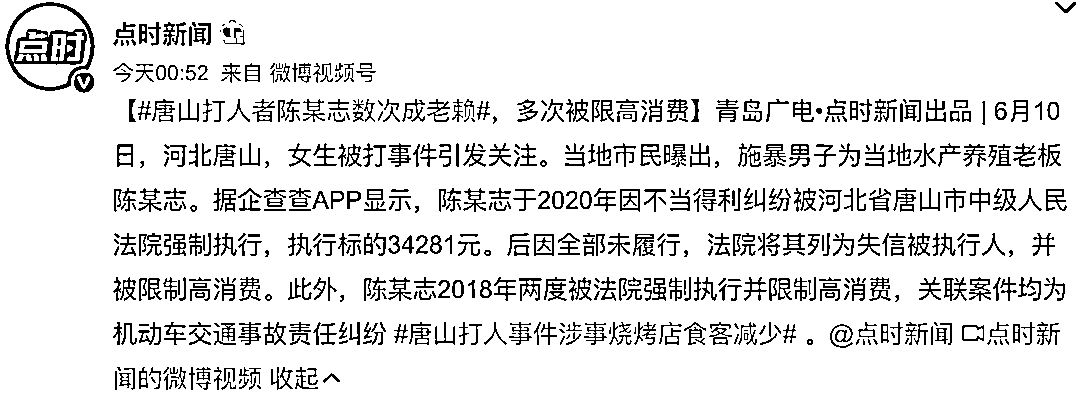 点时
V
点时新闻
今天00:52 来自 微博视频号
【#唐山打人者陈某志数次成老赖#，多次被限高消费】青岛广电•点时新闻出品 | 6月10
日，河北唐山，女生被打事件引发关注。当地市民曝出，施暴男子为当地水产养殖老板
陈某志。据企查查APP显示，陈某志于2020年因不当得利纠纷被河北省唐山市中级人民
法院强制执行，执行标的34281元。后因全部未履行，法院将其列为失信被执行人，并
被限制高消费。此外，陈某志2018年两度被法院强制执行并限制高消费，关联案件均为
机动车交通事故责任纠纷 #唐山打人事件涉事烧烤店食客减少# 。@点时新闻 点时新
闻的微博视频 收起